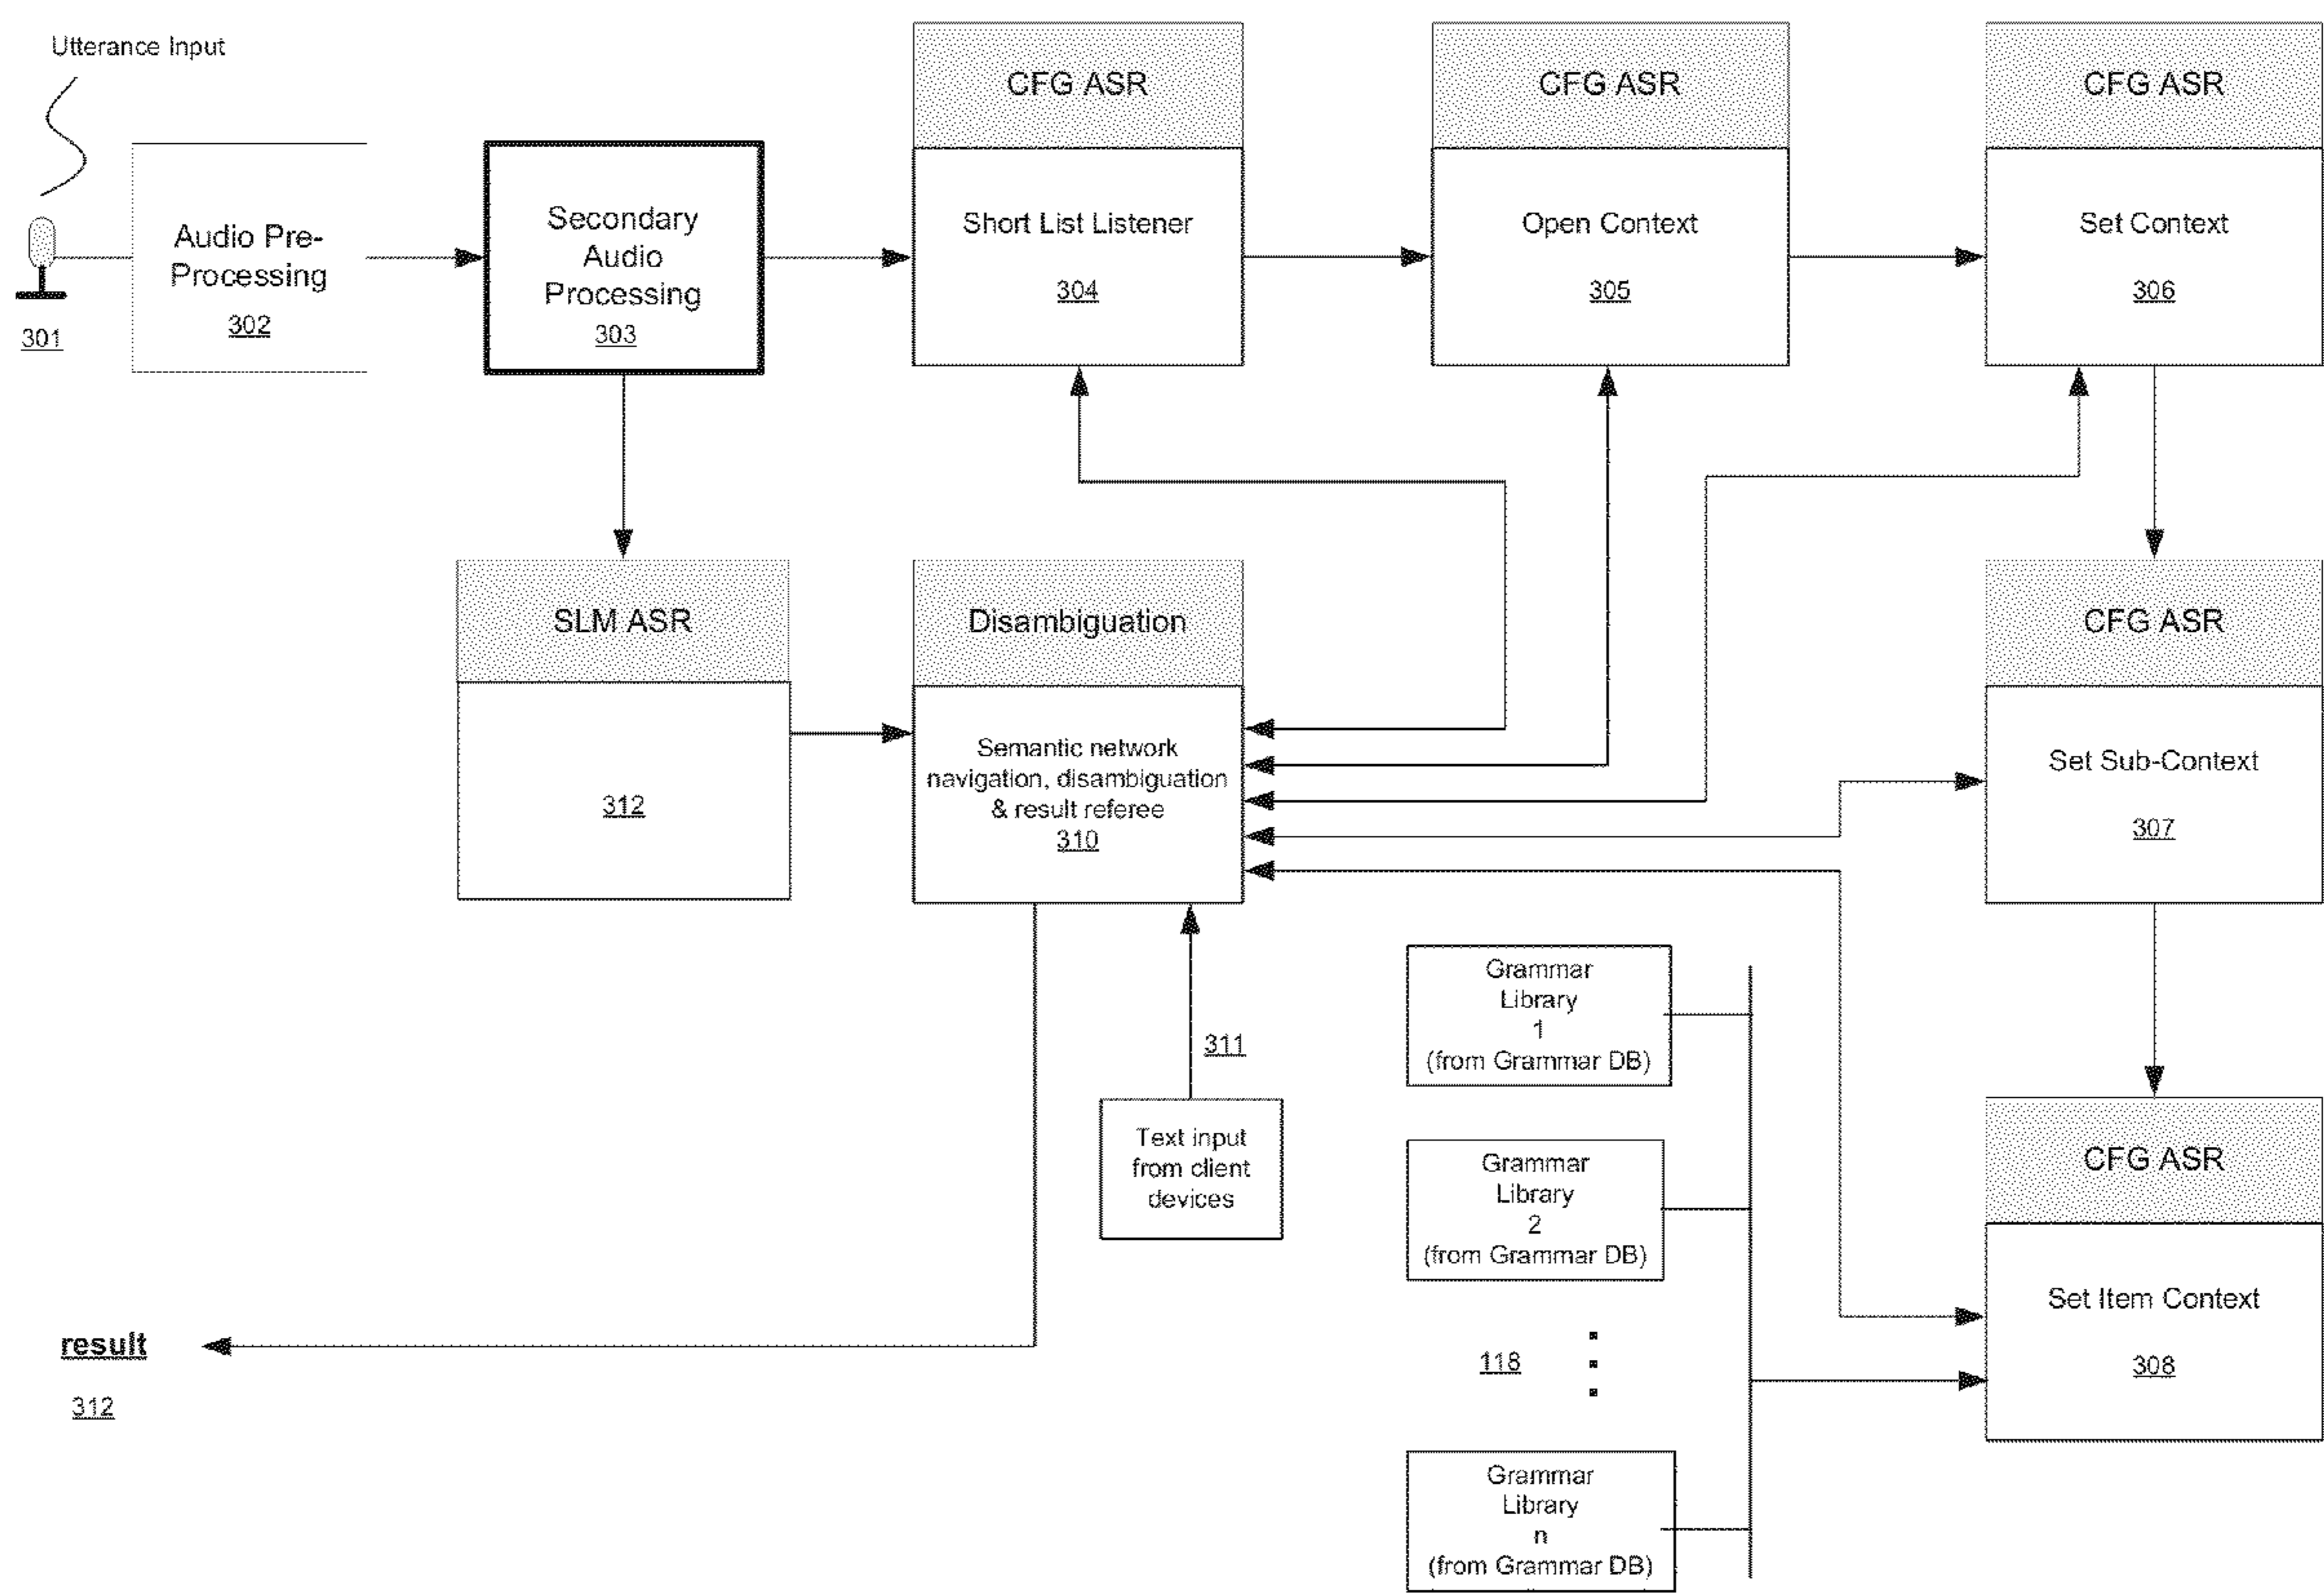 Utterance Input
301
Audio Pre-
Processing
302
Secondary
Audio
Processing
303
CFG ASR
Short List Listener
304
CFG ASR
Open Context
305
CFG ASR
Set Context
306
SLM ASR
312
Disambiguation
Semantic network
navigation, disambiguation
& result referee
310
CFG ASR
Set Sub-Context
307
311
Text input
from client
devices
Grammar
Library
1
(from Grammar DB)
Grammar
Library
2
(from Grammar DB)
118
Grammar
Library
n
(from Grammar DB)
CFG ASR
Set Item Context
308
result
312